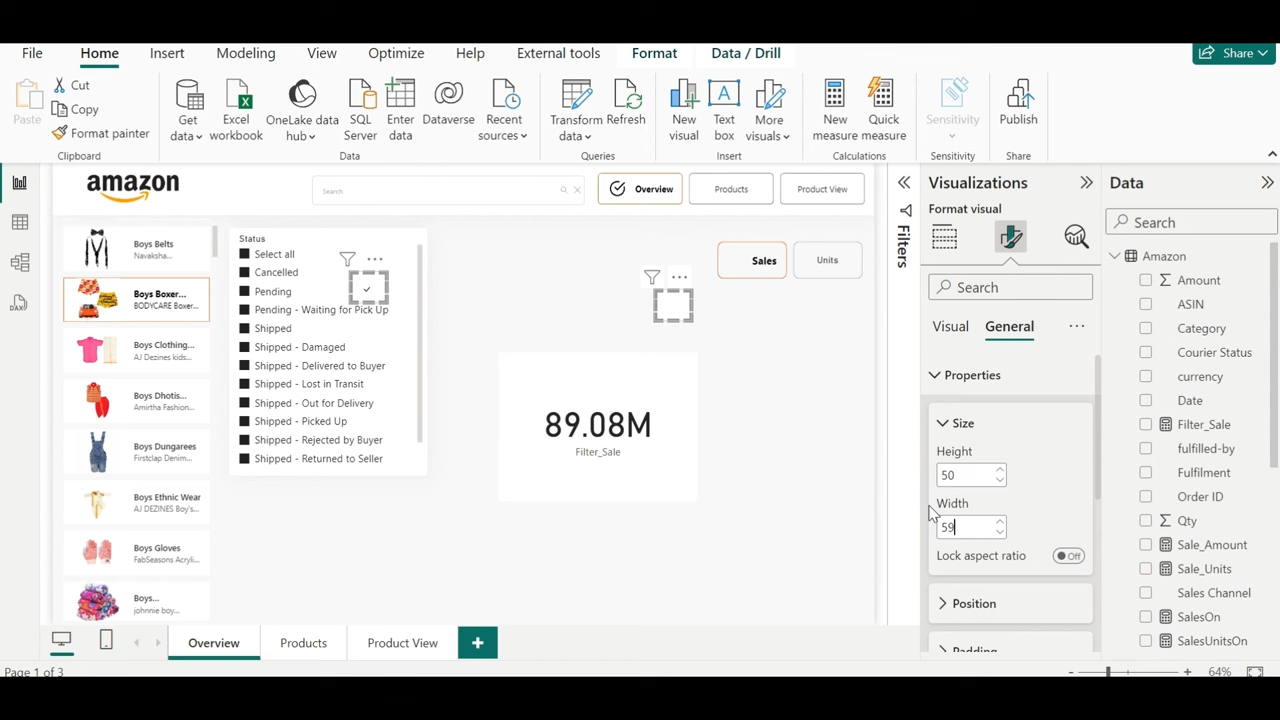 File Home Insert Modeling View Optimize Help External tools Format Data / Drill Share
Paste Cut
Copy
Format painter
Clipboard
Get data Excel workbook OneLake data hub SQL Server Enter data Dataverse Recent sources
Data
Transform data Refresh
Queries
New visual Text box More visuals
Insert
New measure Quick measure
Calculations
Sensitivity
Sensitivity
Publish
Share
amazon
Search
Overview
Products
Product View
Boys Belts
Navaksha...
Boys Boxer...
BODYCARE Boxer...
Boys Clothing...
AJ Dezines kids...
Boys Dhotis...
Amirtha Fashion...
Boys Dungarees
Firstclap Denim...
Boys Ethnic Wear
AJ DEZINES Boy's...
Boys Gloves
FabSeasons Acryli...
Boys...
johnnie boy...
Status
Select all
Cancelled
Pending
Pending - Waiting for Pick Up
Shipped
Shipped - Damaged
Shipped - Delivered to Buyer
Shipped - Lost in Transit
Shipped - Out for Delivery
Shipped - Picked Up
Shipped - Rejected by Buyer
Shipped - Returned to Seller
Sales
Units
89.08M
Filter_Sale
Filters
Visualizations
Format visual
Search
Visual General
Properties
Size
Height
50
Width
59
Lock aspect ratio Off
Position
Padding
Data
Search
Amazon
Amount
ASIN
Category
Courier Status
currency
Date
Filter_Sale
fulfilled-by
Fulfilment
Order ID
Qty
Sale_Amount
Sale_Units
Sales Channel
SalesOn
SalesUnitsOn
Overview Products Product View +
Page 1 of 3
- + 64%